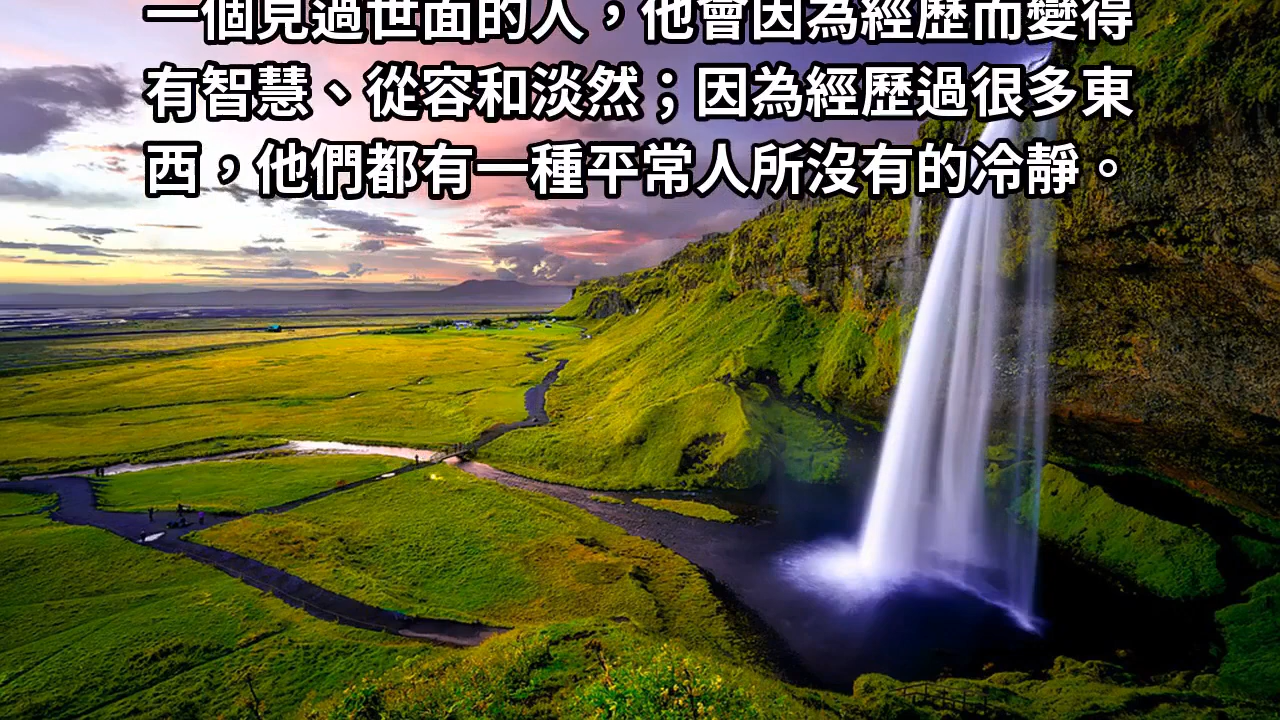 一個見過世面的人，他會因為經歷而變得
有智慧、從容和淡然；因為經歷過很多東
西，他們都有一種平常人所沒有的冷靜。